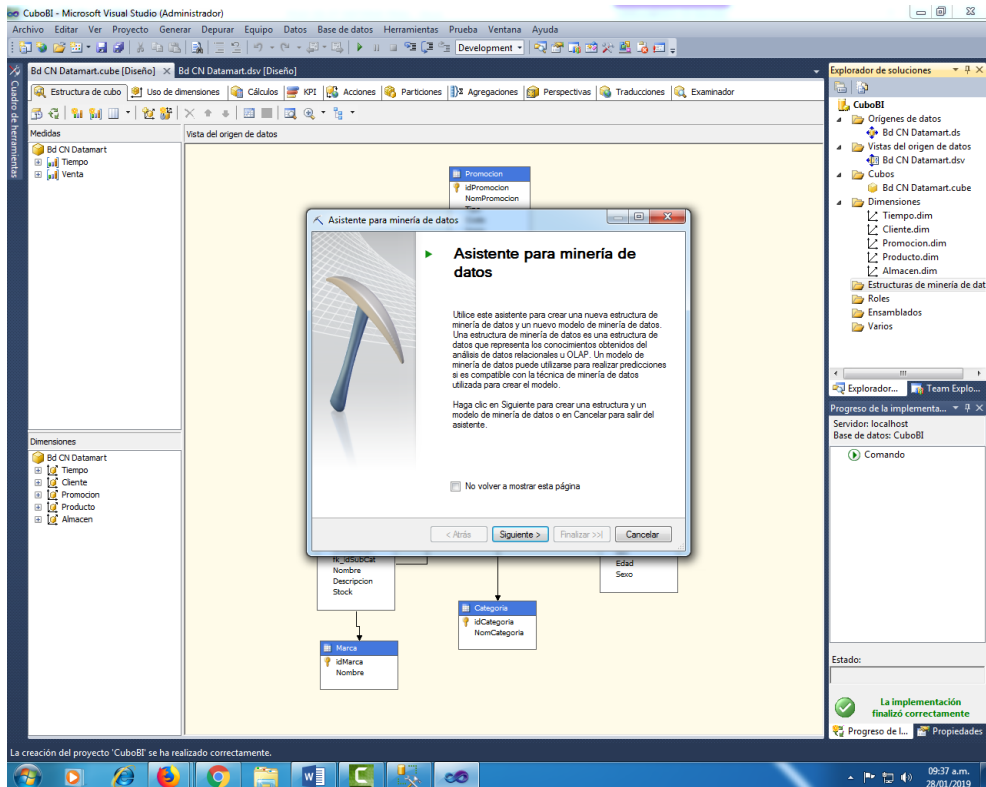 CuboBI - Microsoft Visual Studio (Administrador)
Archivo Editar Ver Proyecto Generar Depurar Equipo Datos Base de datos Herramientas Prueba Ventana Ayuda
Development
Cuadro de herramientas
Bd CN Datamart.cube [Diseño] Bd CN Datamart.dsv [Diseño]
Estructura de cubo Uso de dimensiones Cálculos KPI Acciones Particiones Agregaciones Perspectivas Traducciones Examinador
Medidas
Bd CN Datamart
Tiempo
Venta
Dimensiones
Bd CN Datamart
Tiempo
Cliente
Promocion
Producto
Almacen
Vista del origen de datos
Promocion
idPromocion
NomPromocion
Asistente para minería de datos
Asistente para minería de
datos
Utilice este asistente para crear una nueva estructura de
minería de datos y un nuevo modelo de minería de datos.
Una estructura de minería de datos es una estructura de
datos que representa los conocimientos obtenidos del
análisis de datos relacionales u OLAP. Un modelo de
minería de datos puede utilizarse para realizar predicciones
si es compatible con la técnica de minería de datos
utilizada para crear el modelo.
Haga clic en Siguiente para crear una estructura y un
modelo de minería de datos o en Cancelar para salir del
asistente.
No volver a mostrar esta página
< Atrás Siguiente > Finalizar >>| Cancelar
fk_idSubCat
Nombre
Descripcion
Stock
Edad
Sexo
Categoria
idCategoria
NomCategoria
Marca
idMarca
Nombre
Explorador de soluciones
CuboBI
Orígenes de datos
Bd CN Datamart.ds
Vistas del origen de datos
Bd CN Datamart.dsv
Cubos
Bd CN Datamart.cube
Dimensiones
Tiempo.dim
Cliente.dim
Promocion.dim
Producto.dim
Almacen.dim
Estructuras de minería de dat
Roles
Ensamblados
Varios
Explorador... Team Explo...
Progreso de la implementa...
Servidor: localhost
Base de datos: CuboBI
Comando
Estado:
La implementación
finalizó correctamente
Progreso de l... Propiedades
La creación del proyecto 'CuboBI' se ha realizado correctamente.
09:37 a.m.
28/01/2019